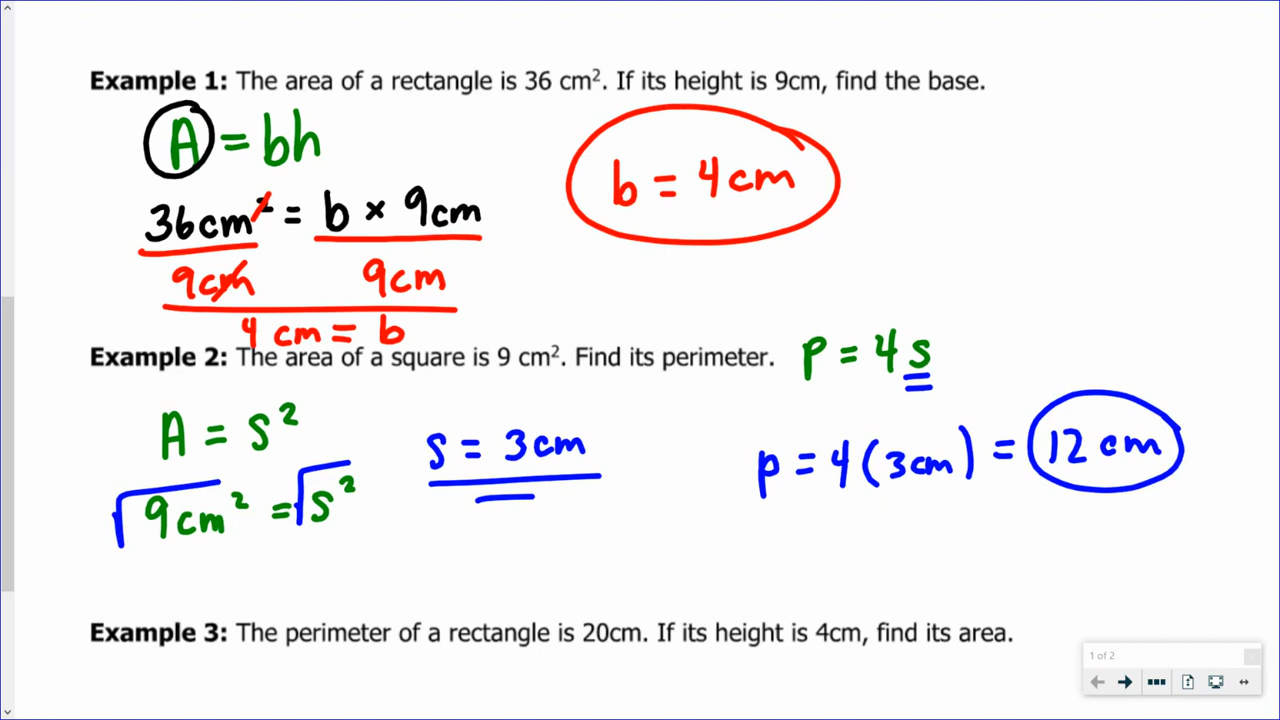 Example 1: The area of a rectangle is 36 cm². If its height is 9cm, find the base.
A = bh
b = 4cm
36cm² = b × 9cm
9cm 9cm
4 cm = b
Example 2: The area of a square is 9 cm². Find its perimeter.
P = 4s
A = s²
s = 3cm
p = 4(3cm) = 12 cm
√9cm² = √s²
Example 3: The perimeter of a rectangle is 20cm. If its height is 4cm, find its area.
1 of 2